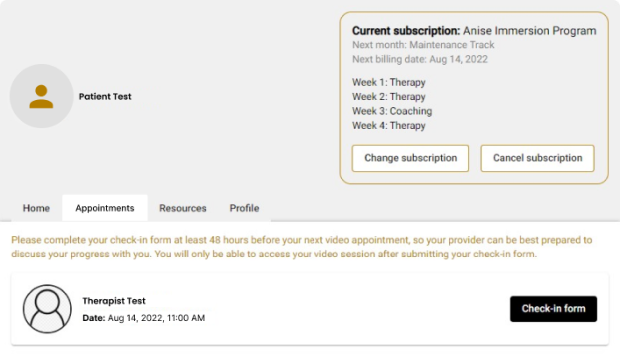 Current subscription: Anise Immersion Program
Next month: Maintenance Track
Next billing date: Aug 14, 2022
Patient Test
Week 1: Therapy
Week 2: Therapy
Week 3: Coaching
Week 4: Therapy
Change subscription
Cancel subscription
Home
Appointments
Resources
Profile
Please complete your check-in form at least 48 hours before your next video appointment, so your provider can be best prepared to
discuss your progress with you. You will only be able to access your video session after submitting your check-in form.
Therapist Test
Date: Aug 14, 2022, 11:00 AM
Check-in form